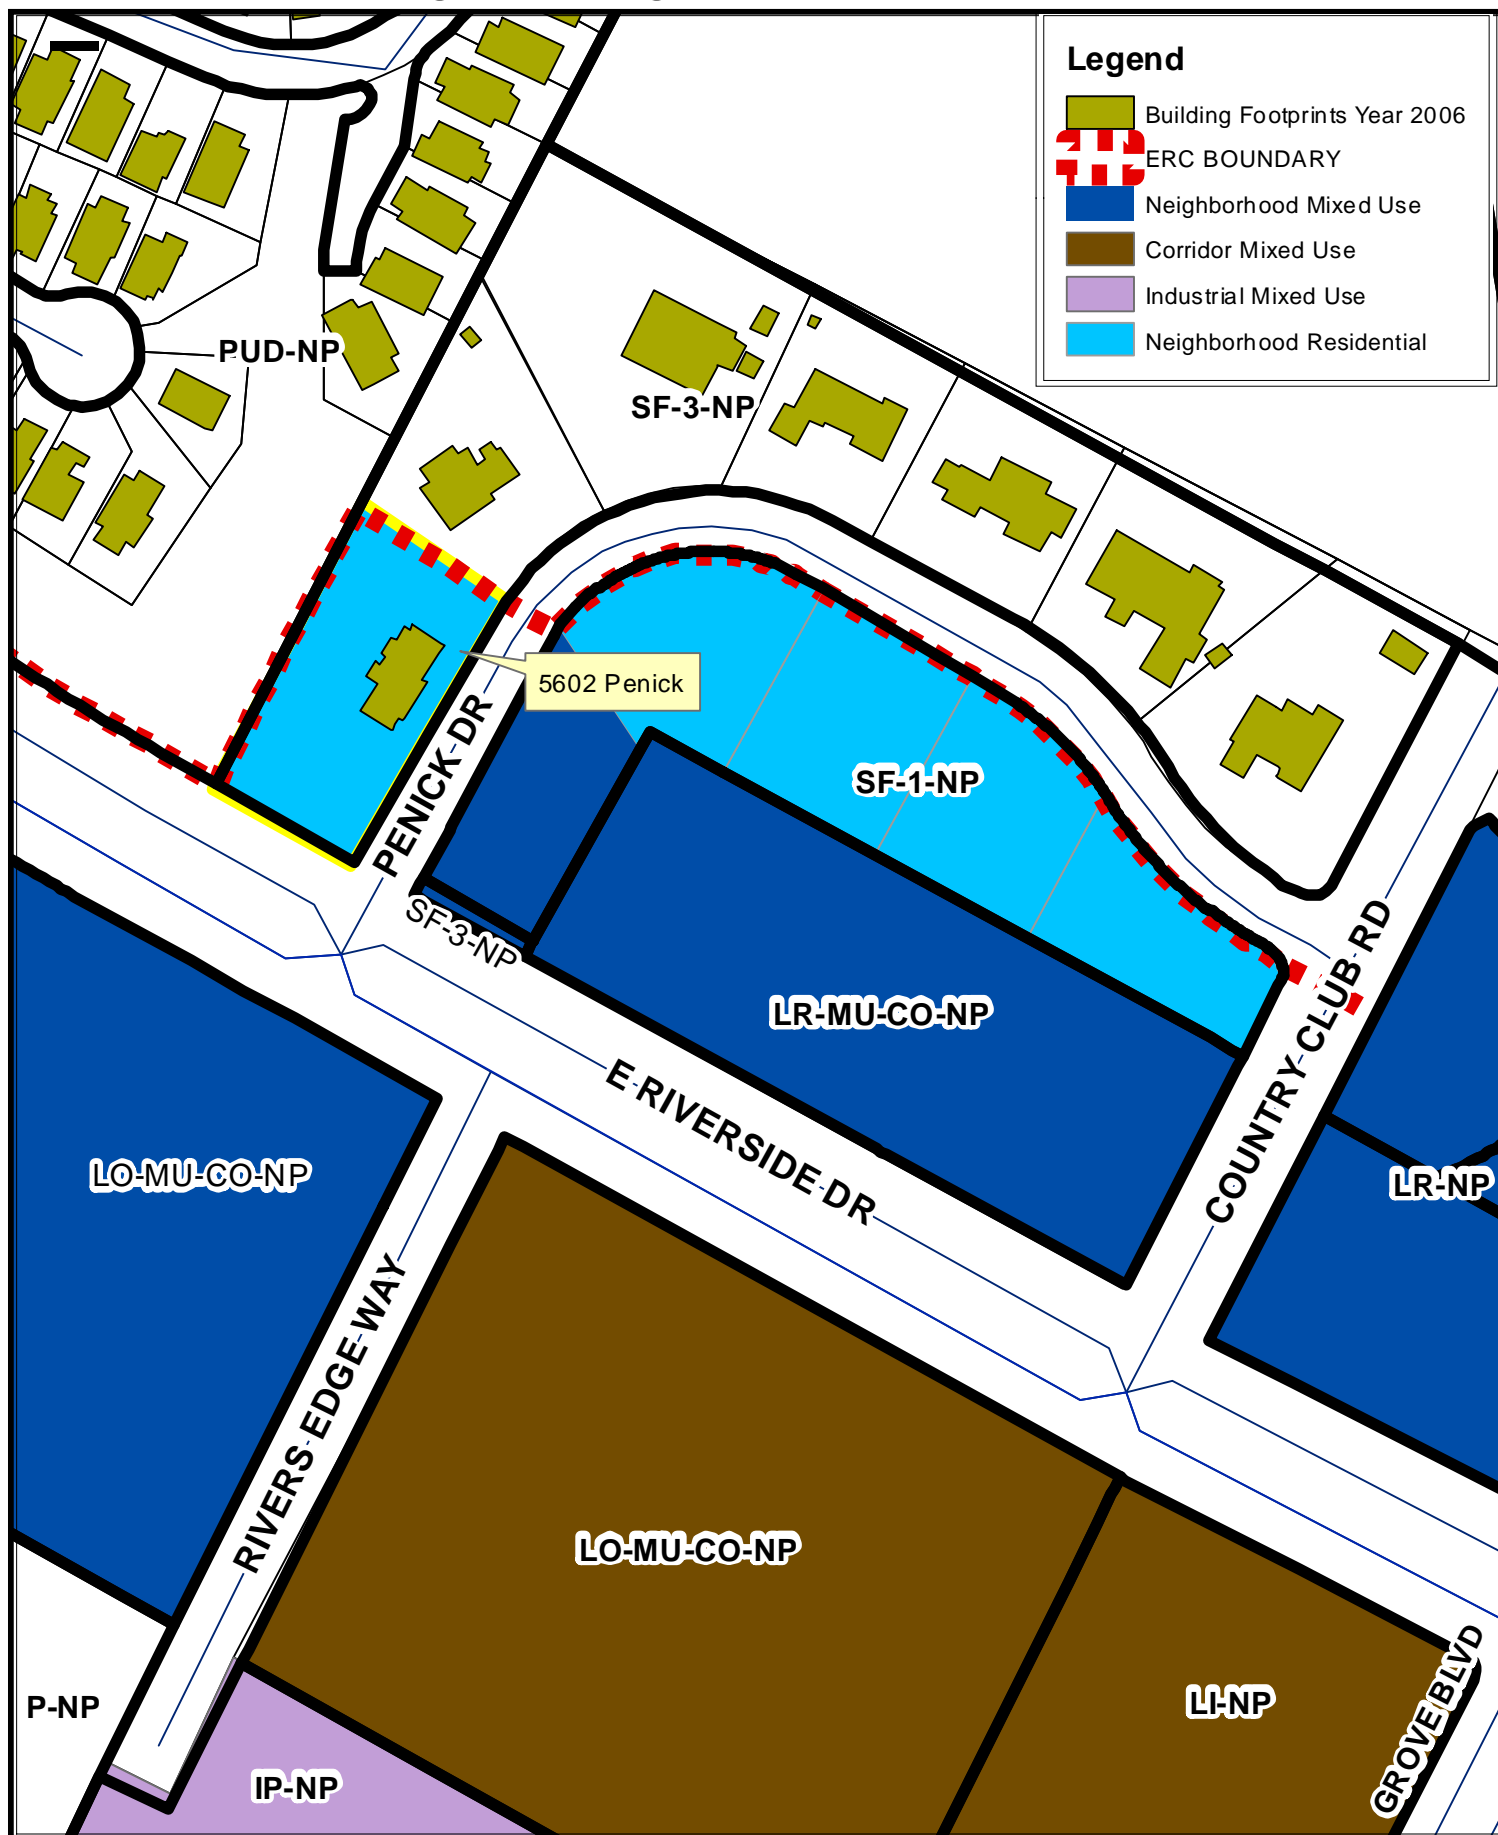 Legend
Building Footprints Year 2006
ERC BOUNDARY
Neighborhood Mixed Use
Corridor Mixed Use
Industrial Mixed Use
Neighborhood Residential
PUD-NP
SF-3-NP
5602 Penick
PENICK DR
SF-1-NP
SF-3-NP
LR-MU-CO-NP
COUNTRY CLUB RD
E RIVERSIDE DR
LO-MU-CO-NP
LR-NP
RIVERS EDGE WAY
LO-MU-CO-NP
P-NP
LI-NP
GROVE BLVD
IP-NP